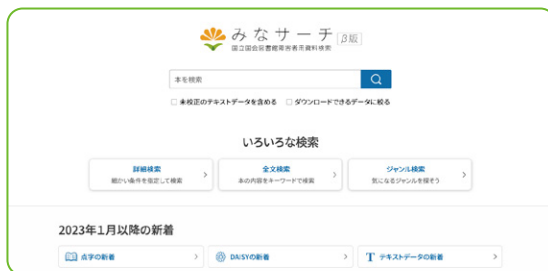 みなサーチ β版
国立国会図書館障害者用資料検索
本を検索
未校正のテキストデータを含める ダウンロードできるデータに絞る
いろいろな検索
詳細検索 全文検索 ジャンル検索
細かい条件を指定して検索 本の内容をキーワードで検索 気になるジャンルを探そう
2023年1月以降の新着
点字の新着 DAISYの新着 テキストデータの新着